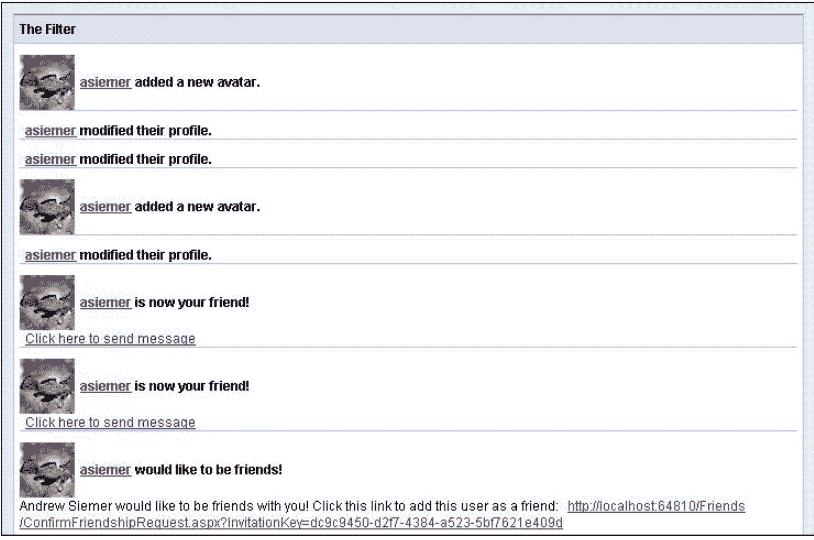 The Filter
asiemer added a new avatar.
asiemer modified their profile.
asiemer modified their profile.
asiemer added a new avatar.
asiemer modified their profile.
asiemer is now your friend!
Click here to send message
asiemer is now your friend!
Click here to send message
asiemer would like to be friends!
Andrew Siemer would like to be friends with you! Click this link to add this user as a friend: http://localhost:64810/Friends
/ConfirmFriendshipRequest.aspx?InvitationKey=dc9c9450-d2f7-4384-a523-5bf7621e409d